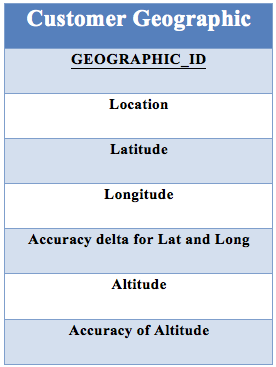 Customer Geographic
GEOGRAPHIC_ID
Location
Latitude
Longitude
Accuracy delta for Lat and Long
Altitude
Accuracy of Altitude